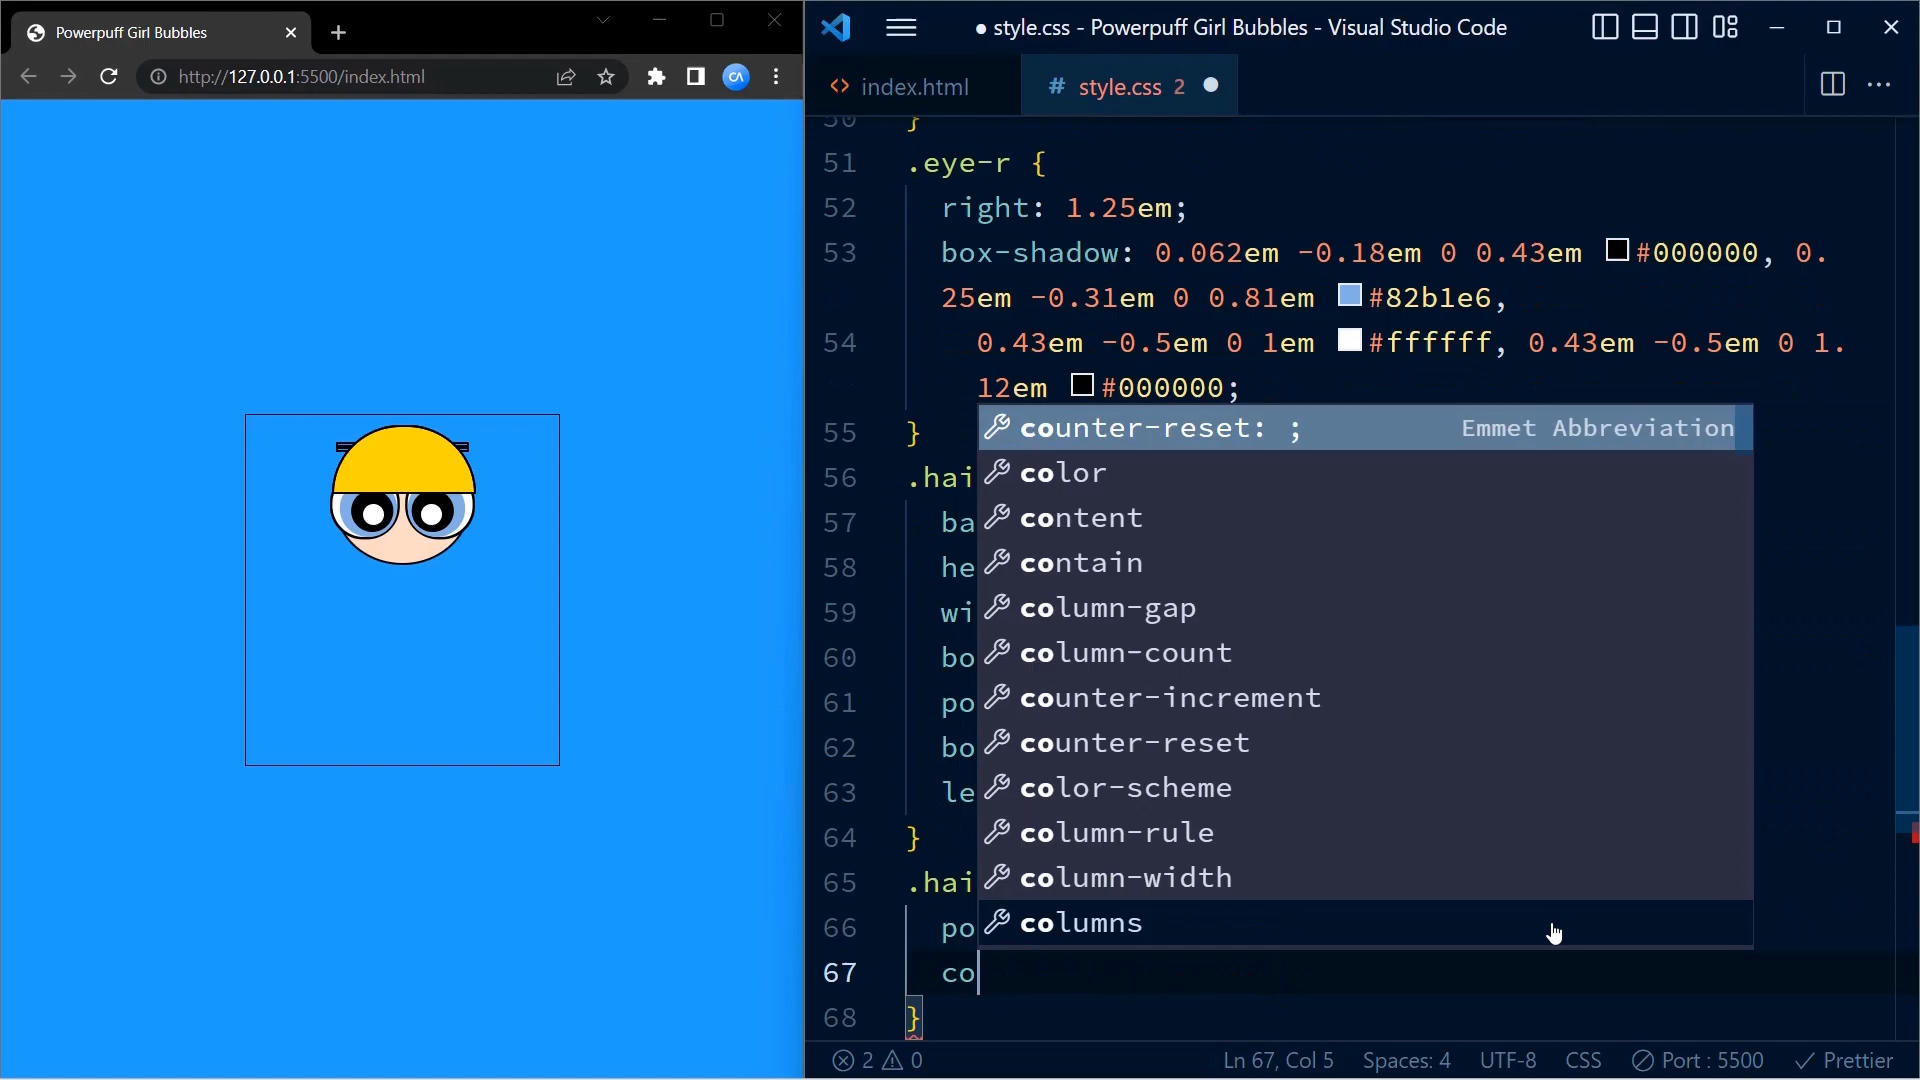 Powerpuff Girl Bubbles
http://127.0.0.1:5500/index.html
CA
● style.css - Powerpuff Girl Bubbles - Visual Studio Code
<> index.html
# style.css 2 ●
50 }
51 .eye-r {
52 right: 1.25em;
53 box-shadow: 0.062em -0.18em 0 0.43em #000000, 0.
25em -0.31em 0 0.81em #82b1e6,
54 0.43em -0.5em 0 1em #ffffff, 0.43em -0.5em 0 1.
12em #000000;
55 }
56 .hai
57 ba
58 he
59 wi
60 bo
61 po
62 bo
63 le
64 }
65 .hai
66 po
67 co
68 }
counter-reset: ; Emmet Abbreviation
color
content
contain
column-gap
column-count
counter-increment
counter-reset
color-scheme
column-rule
column-width
columns
2 0 Ln 67, Col 5 Spaces: 4 UTF-8 CSS Port : 5500 Prettier